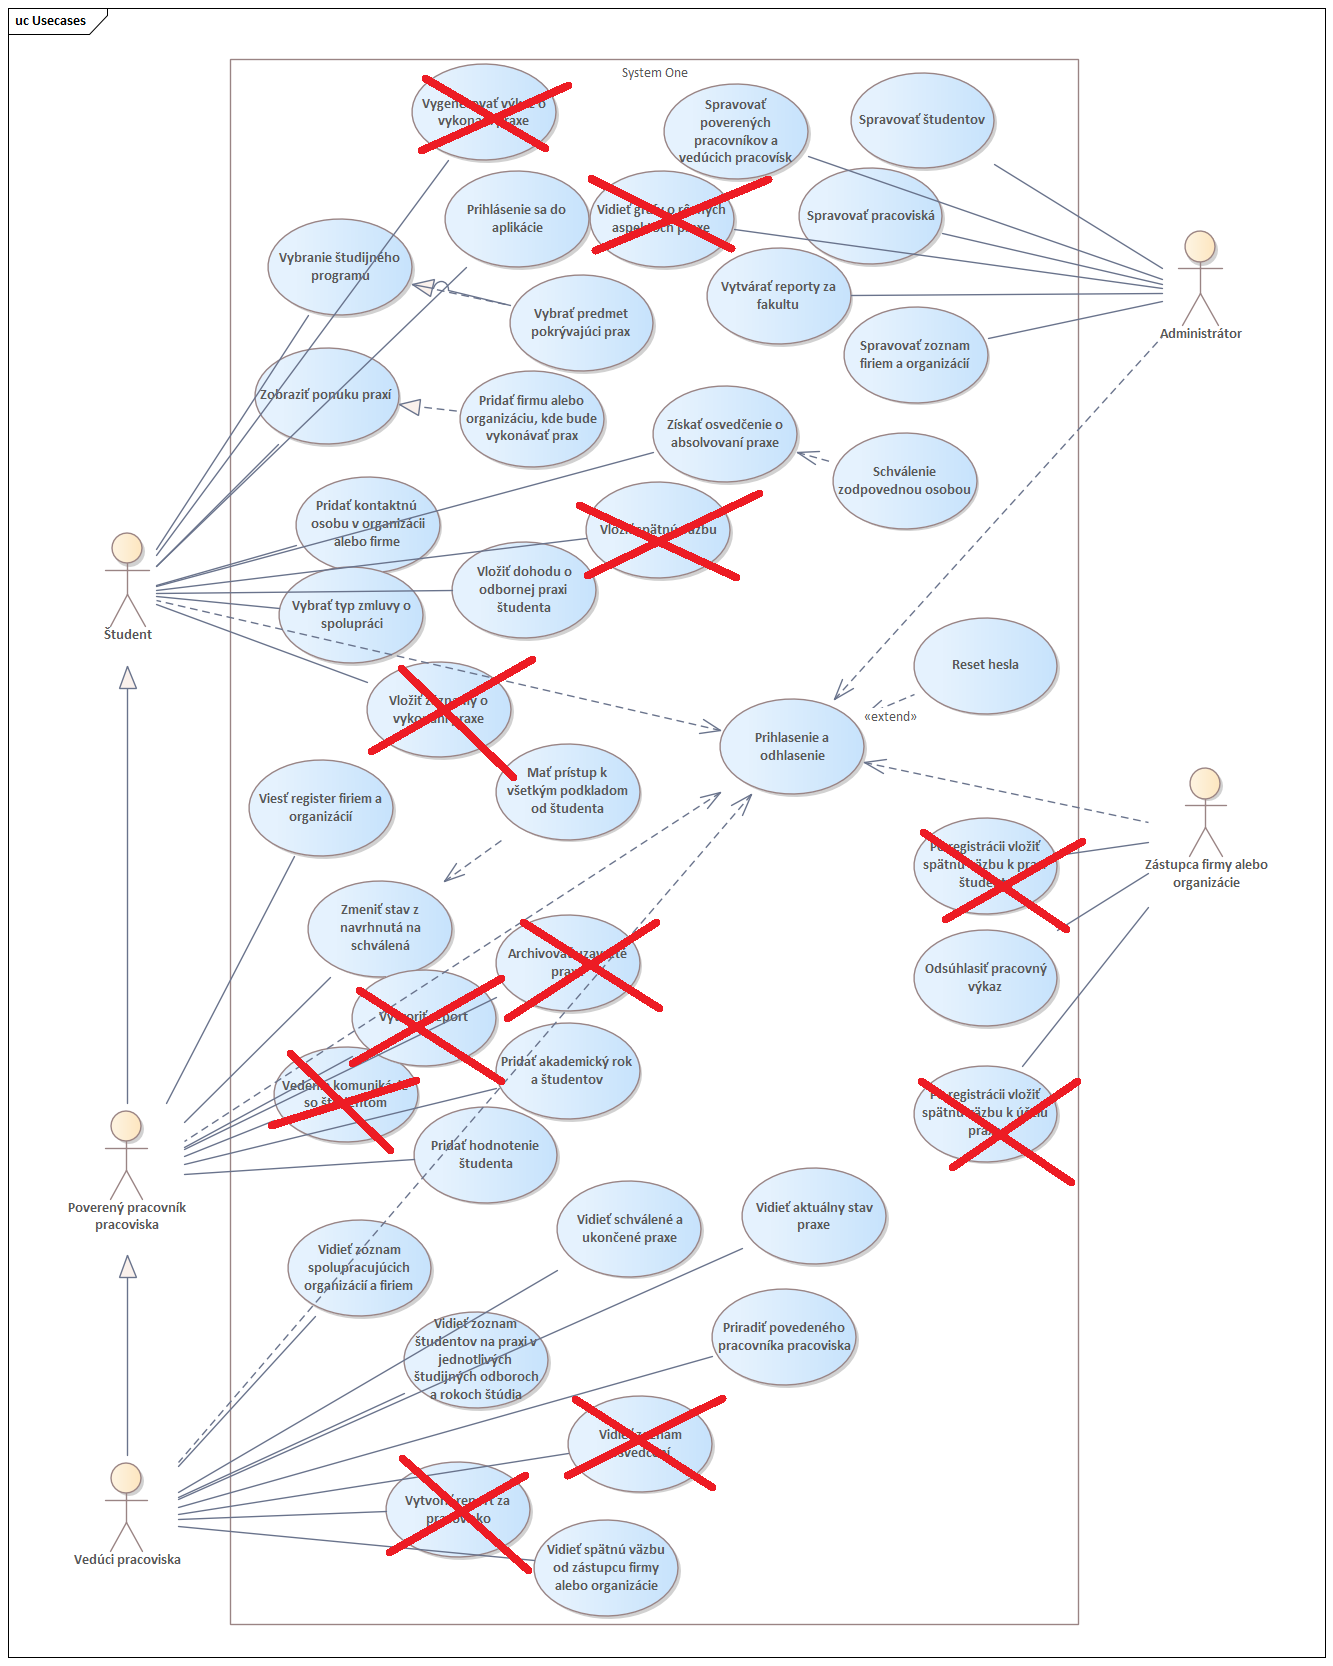 uc Usecases
System One
Vygenerovať výkaz o
vykonaní praxe
Spravovať
poverených
pracovníkov a
vedúcich pracovísk
Spravovať študentov
Prihlásenie sa do
aplikácie
Vidieť grafy o rôznych
aspektoch praxe
Spravovať pracoviská
Vybranie študijného
programu
Vybrať predmet
pokrývajúci prax
Vytvárať reporty za
fakultu
Administrátor
Spravovať zoznam
firiem a organizácií
Zobraziť ponuku praxí
Pridať firmu alebo
organizáciu, kde bude
vykonávať prax
Získať osvedčenie o
absolvovaní praxe
Schválenie
zodpovednou osobou
Pridať kontaktnú
osobu v organizácii
alebo firme
Vložiť spätnú väzbu
Vložiť dohodu o
odbornej praxi
študenta
Vybrať typ zmluvy o
spolupráci
Študent
Reset hesla
Vložiť záznamy o
vykonaní praxe
«extend»
Prihlasenie a
odhlasenie
Mať prístup k
všetkým podkladom
od študenta
Viesť register firiem a
organizácií
Po registrácii vložiť
spätnú väzbu k praxi
študenta
Zástupca firmy alebo
organizácie
Zmeniť stav z
navrhnutá na
schválená
Archivovať uzavreté
praxe
Odsúhlasiť pracovný
výkaz
Vytvoriť report
Pridať akademický rok
a študentov
Vedenie komunikácie
so študentom
Po registrácii vložiť
spätnú väzbu k účelu
praxe
Pridať hodnotenie
študenta
Poverený pracovník
pracoviska
Vidieť schválené a
ukončené praxe
Vidieť aktuálny stav
praxe
Vidieť zoznam
spolupracujúcich
organizácií a firiem
Vidieť zoznam
študentov na praxi v
jednotlivých
študijných odboroch
a rokoch štúdia
Priradiť povedeného
pracovníka pracoviska
Vidieť zoznam
osvedčení
Vytvoriť report za
pracovisko
Vedúci pracoviska
Vidieť spätnú väzbu
od zástupcu firmy
alebo organizácie